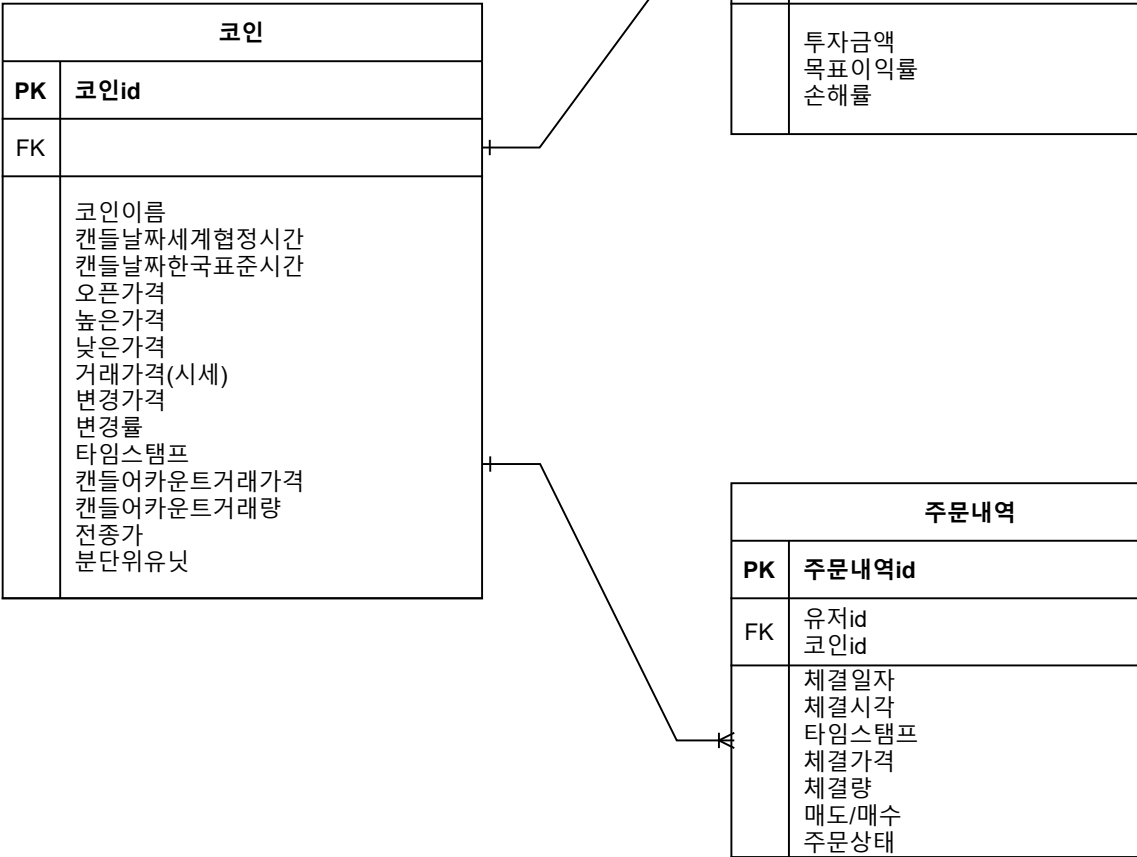 코인
PK 코인id
FK
코인이름
캔들날짜세계협정시간
캔들날짜한국표준시간
오픈가격
높은가격
낮은가격
거래가격(시세)
변경가격
변경률
타임스탬프
캔들어카운트거래가격
캔들어카운트거래량
전종가
분단위유닛
투자금액
목표이익률
손해률
주문내역
PK 주문내역id
FK 유저id
코인id
체결일자
체결시각
타임스탬프
체결가격
체결량
매도/매수
주문상태